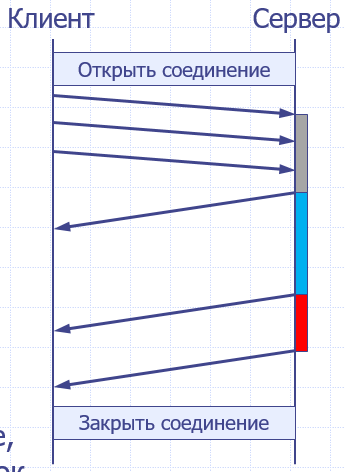 Клиент Сервер
Открыть соединение
Закрыть соединение